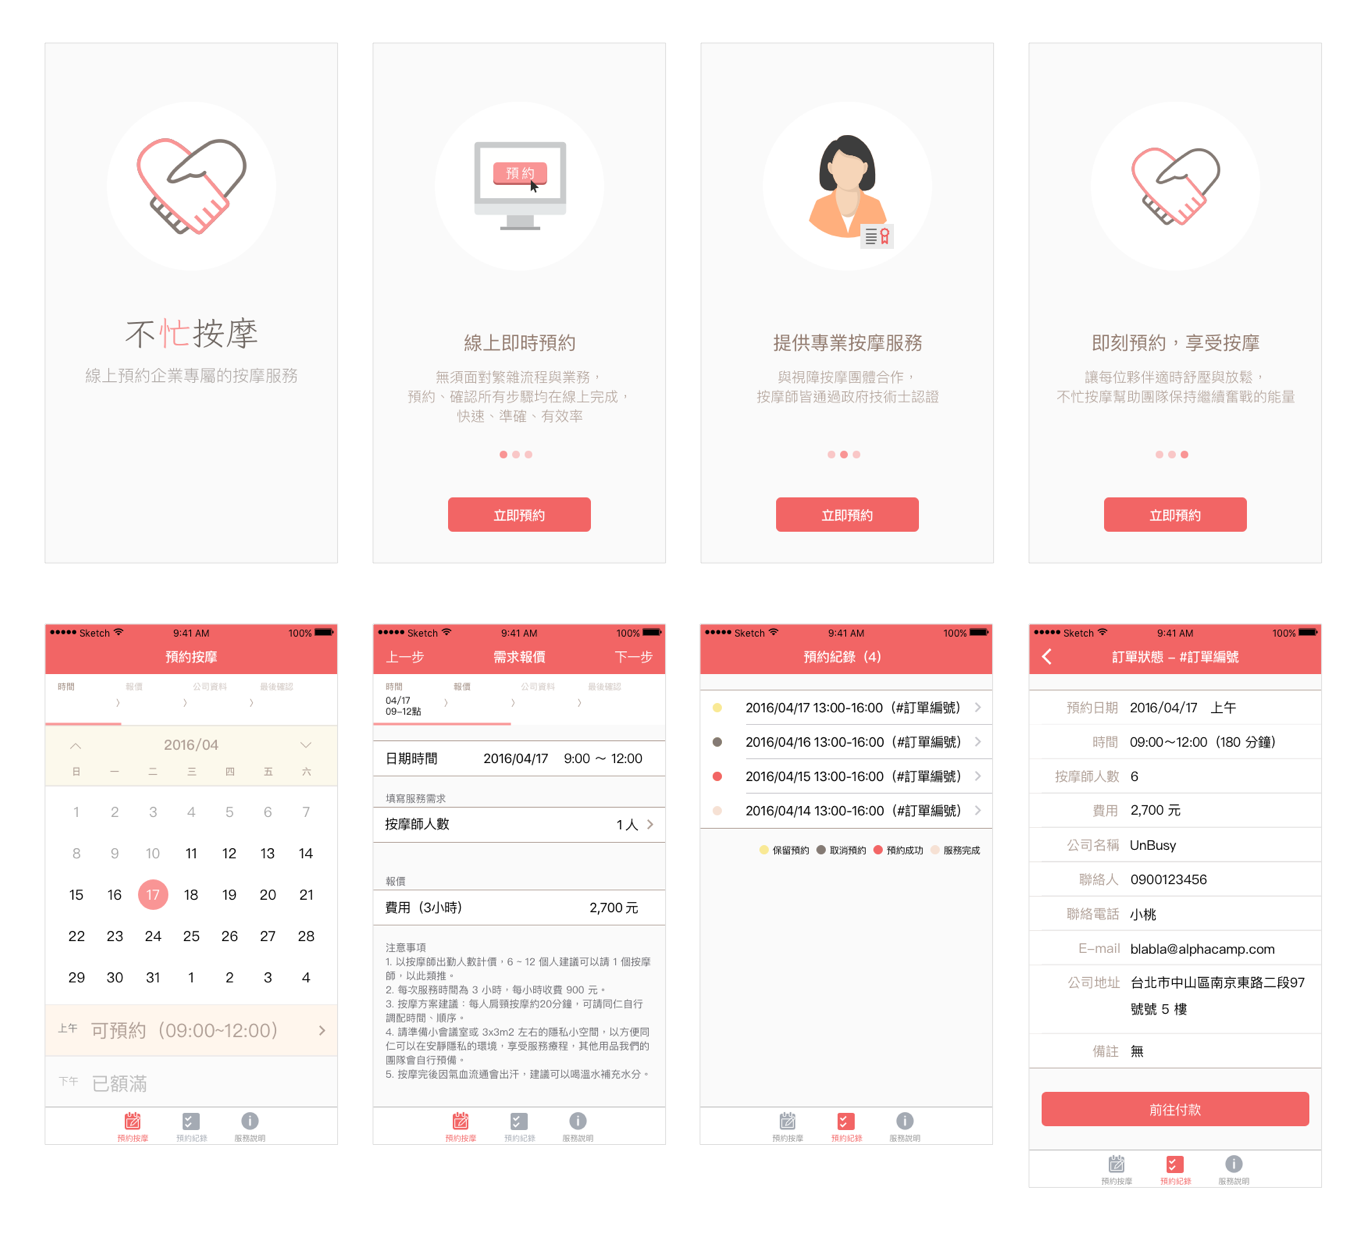 不忙按摩
線上預約企業專屬的按摩服務
預約
線上即時預約
無須面對繁雜流程與業務，
預約、確認所有步驟均在線上完成，
快速、準確、有效率
立即預約
提供專業按摩服務
與視障按摩團體合作，
按摩師皆通過政府技術士認證
立即預約
即刻預約，享受按摩
讓每位夥伴適時舒壓與放鬆，
不忙按摩幫助團隊保持繼續奮戰的能量
立即預約
Sketch 9:41 AM 100%
預約按摩
時間 報價 公司資料 最後確認
2016/04
日 一 二 三 四 五 六
1 2 3 4 5 6 7
8 9 10 11 12 13 14
15 16 17 18 19 20 21
22 23 24 25 26 27 28
29 30 31 1 2 3 4
上午 可預約（09:00~12:00）
下午 已額滿
預約按摩 預約紀錄 服務說明
Sketch 9:41 AM 100%
上一步 需求報價 下一步
時間 報價 公司資料 最後確認
04/17
09-12點
日期時間 2016/04/17 9:00 ～ 12:00
填寫服務需求
按摩師人數 1人
報價
費用（3小時） 2,700 元
注意事項
1. 以按摩師出勤人數計價，6 ~ 12 個人建議可以請 1 個按摩
師，以此類推。
2. 每次服務時間為 3 小時，每小時收費 900 元。
3. 按摩方案建議：每人肩頸按摩約20分鐘，可請同仁自行
調配時間、順序。
4. 請準備小會議室或 3x3m2 左右的隱私小空間，以方便同
仁可以在安靜隱私的環境，享受服務療程，其他用品我們的
團隊會自行預備。
5. 按摩完後因氣血流通會出汗，建議可以喝溫水補充水分。
預約按摩 預約紀錄 服務說明
Sketch 9:41 AM 100%
預約紀錄（4）
2016/04/17 13:00-16:00（#訂單編號）
2016/04/16 13:00-16:00（#訂單編號）
2016/04/15 13:00-16:00（#訂單編號）
2016/04/14 13:00-16:00（#訂單編號）
保留預約 取消預約 預約成功 服務完成
預約按摩 預約紀錄 服務說明
Sketch 9:41 AM 100%
訂單狀態 – #訂單編號
預約日期 2016/04/17 上午
時間 09:00～12:00（180 分鐘）
按摩師人數 6
費用 2,700 元
公司名稱 UnBusy
聯絡人 0900123456
聯絡電話 小桃
E-mail blabla@alphacamp.com
公司地址 台北市中山區南京東路二段97
號號 5 樓
備註 無
前往付款
預約按摩 預約紀錄 服務說明